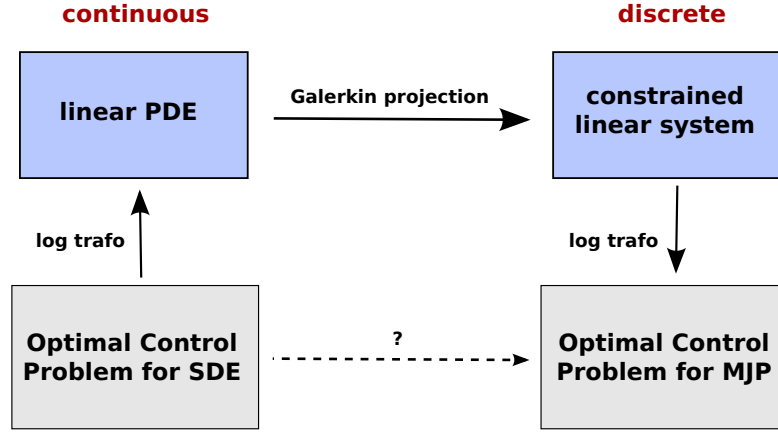 continuous
discrete
linear PDE
Galerkin projection
constrained
linear system
log trafo
log trafo
Optimal Control
Problem for SDE
?
Optimal Control
Problem for MJP